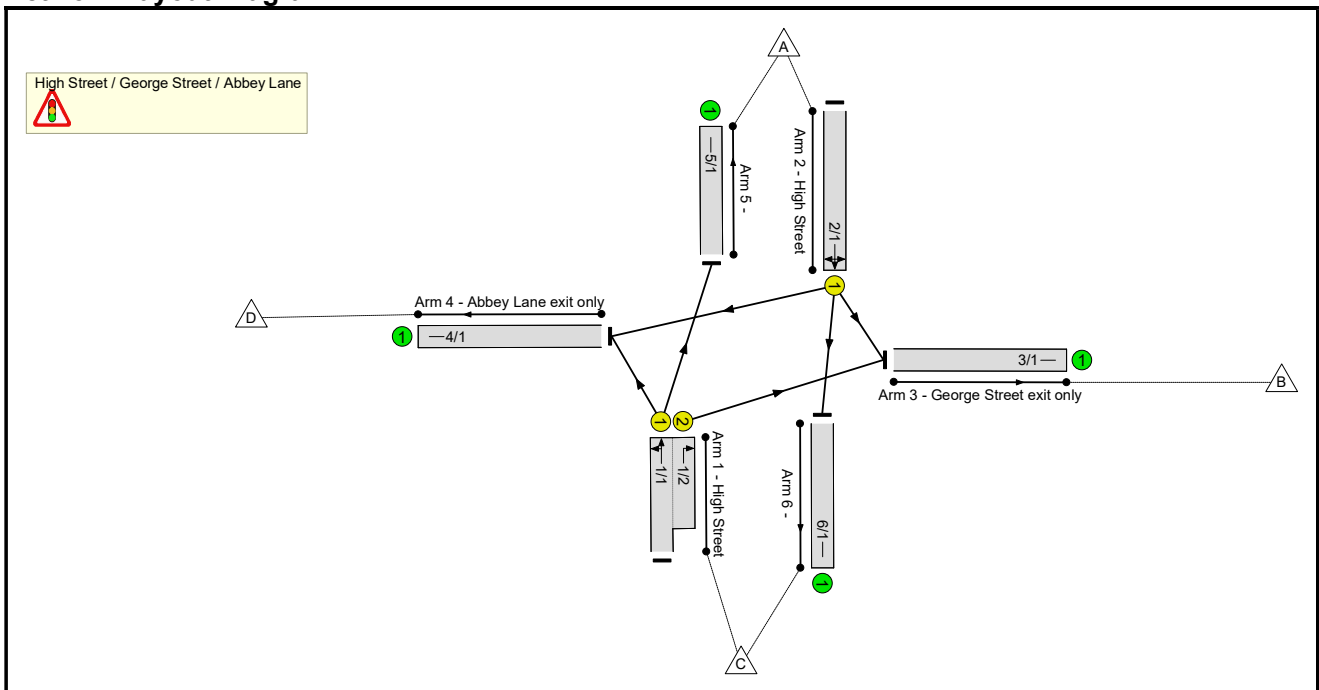 High Street / George Street / Abbey Lane
A
1
5/1
Arm 5 -
Arm 2 - High Street
2/1
1
D
Arm 4 - Abbey Lane exit only
1
4/1
3/1
1
B
Arm 3 - George Street exit only
1
2
1/1
1/2
Arm 1 - High Street
Arm 6 -
6/1
1
C